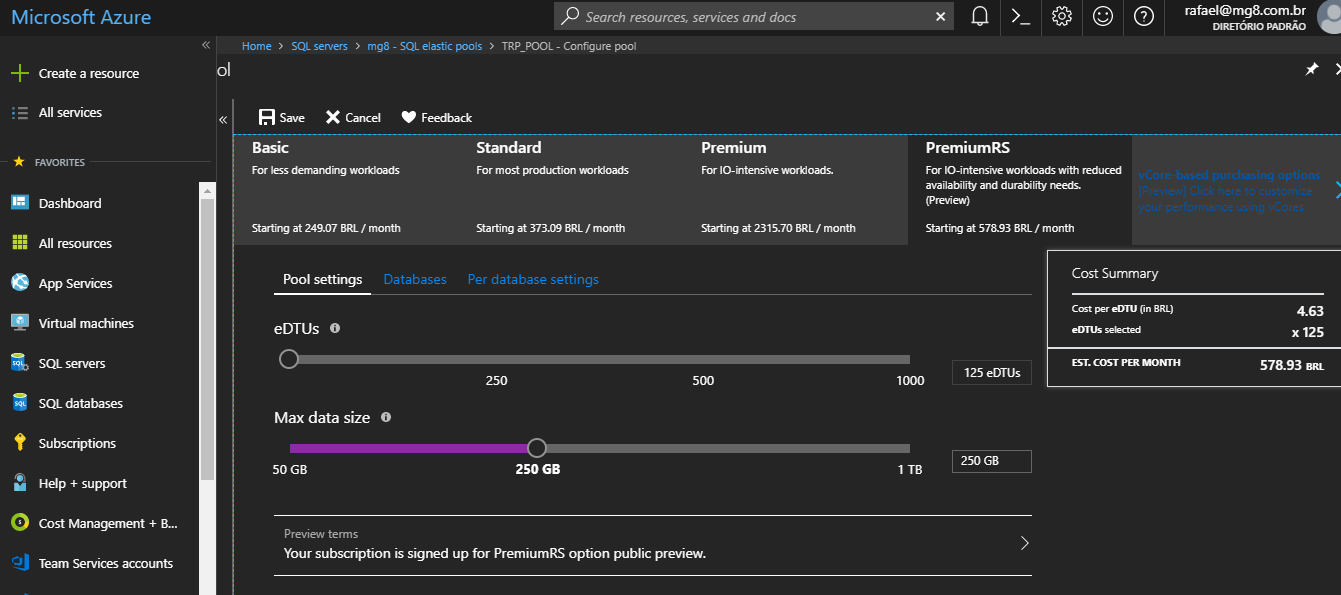 Microsoft Azure
Search resources, services and docs
rafael@mg8.com.br
DIRETÓRIO PADRÃO
Home > SQL servers > mg8 - SQL elastic pools > TRP_POOL - Configure pool
ol
Create a resource
All services
FAVORITES
Dashboard
All resources
App Services
Virtual machines
SQL servers
SQL databases
Subscriptions
Help + support
Cost Management + B...
Team Services accounts
Save Cancel Feedback
Basic
For less demanding workloads
Starting at 249.07 BRL / month
Standard
For most production workloads
Starting at 373.09 BRL / month
Premium
For IO-intensive workloads.
Starting at 2315.70 BRL / month
PremiumRS
For IO-intensive workloads with reduced
availability and durability needs.
(Preview)
Starting at 578.93 BRL / month
vCore-based purchasing options
[Preview] Click here to customize
your performance using vCores
Pool settings Databases Per database settings
eDTUs
250 500 1000
125 eDTUs
Max data size
50 GB 250 GB 1 TB
250 GB
Preview terms
Your subscription is signed up for PremiumRS option public preview.
Cost Summary
Cost per eDTU (in BRL) 4.63
eDTUs selected x 125
EST. COST PER MONTH 578.93 BRL